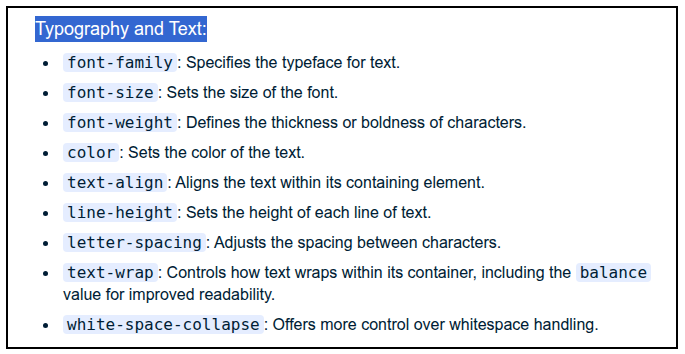 Typography and Text:
font-family: Specifies the typeface for text.
font-size: Sets the size of the font.
font-weight: Defines the thickness or boldness of characters.
color: Sets the color of the text.
text-align: Aligns the text within its containing element.
line-height: Sets the height of each line of text.
letter-spacing: Adjusts the spacing between characters.
text-wrap: Controls how text wraps within its container, including the balance
value for improved readability.
white-space-collapse: Offers more control over whitespace handling.